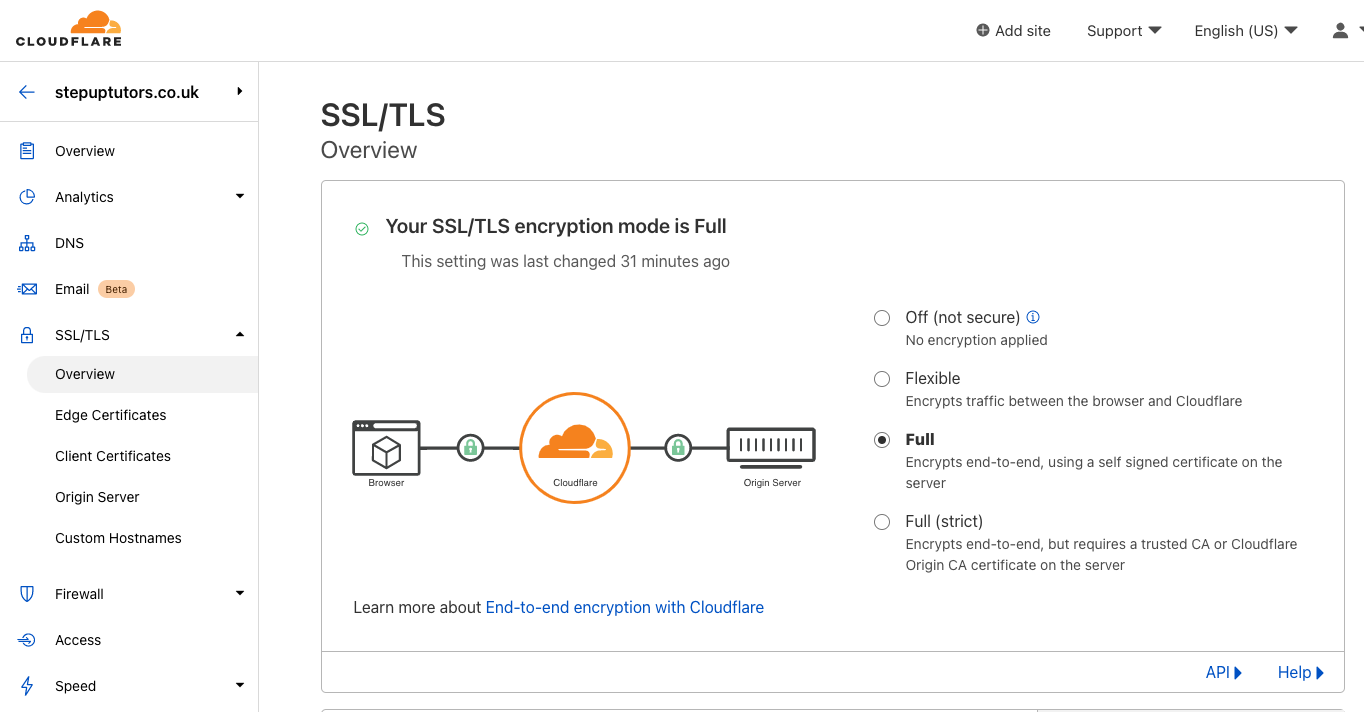 CLOUDFLARE
Add site
Support
English (US)
stepuptutors.co.uk
Overview
Analytics
DNS
Email Beta
SSL/TLS
Overview
Edge Certificates
Client Certificates
Origin Server
Custom Hostnames
Firewall
Access
Speed
SSL/TLS
Overview
Your SSL/TLS encryption mode is Full
This setting was last changed 31 minutes ago
Browser
Cloudflare
Origin Server
Off (not secure)
No encryption applied
Flexible
Encrypts traffic between the browser and Cloudflare
Full
Encrypts end-to-end, using a self signed certificate on the
server
Full (strict)
Encrypts end-to-end, but requires a trusted CA or Cloudflare
Origin CA certificate on the server
Learn more about End-to-end encryption with Cloudflare
API
Help